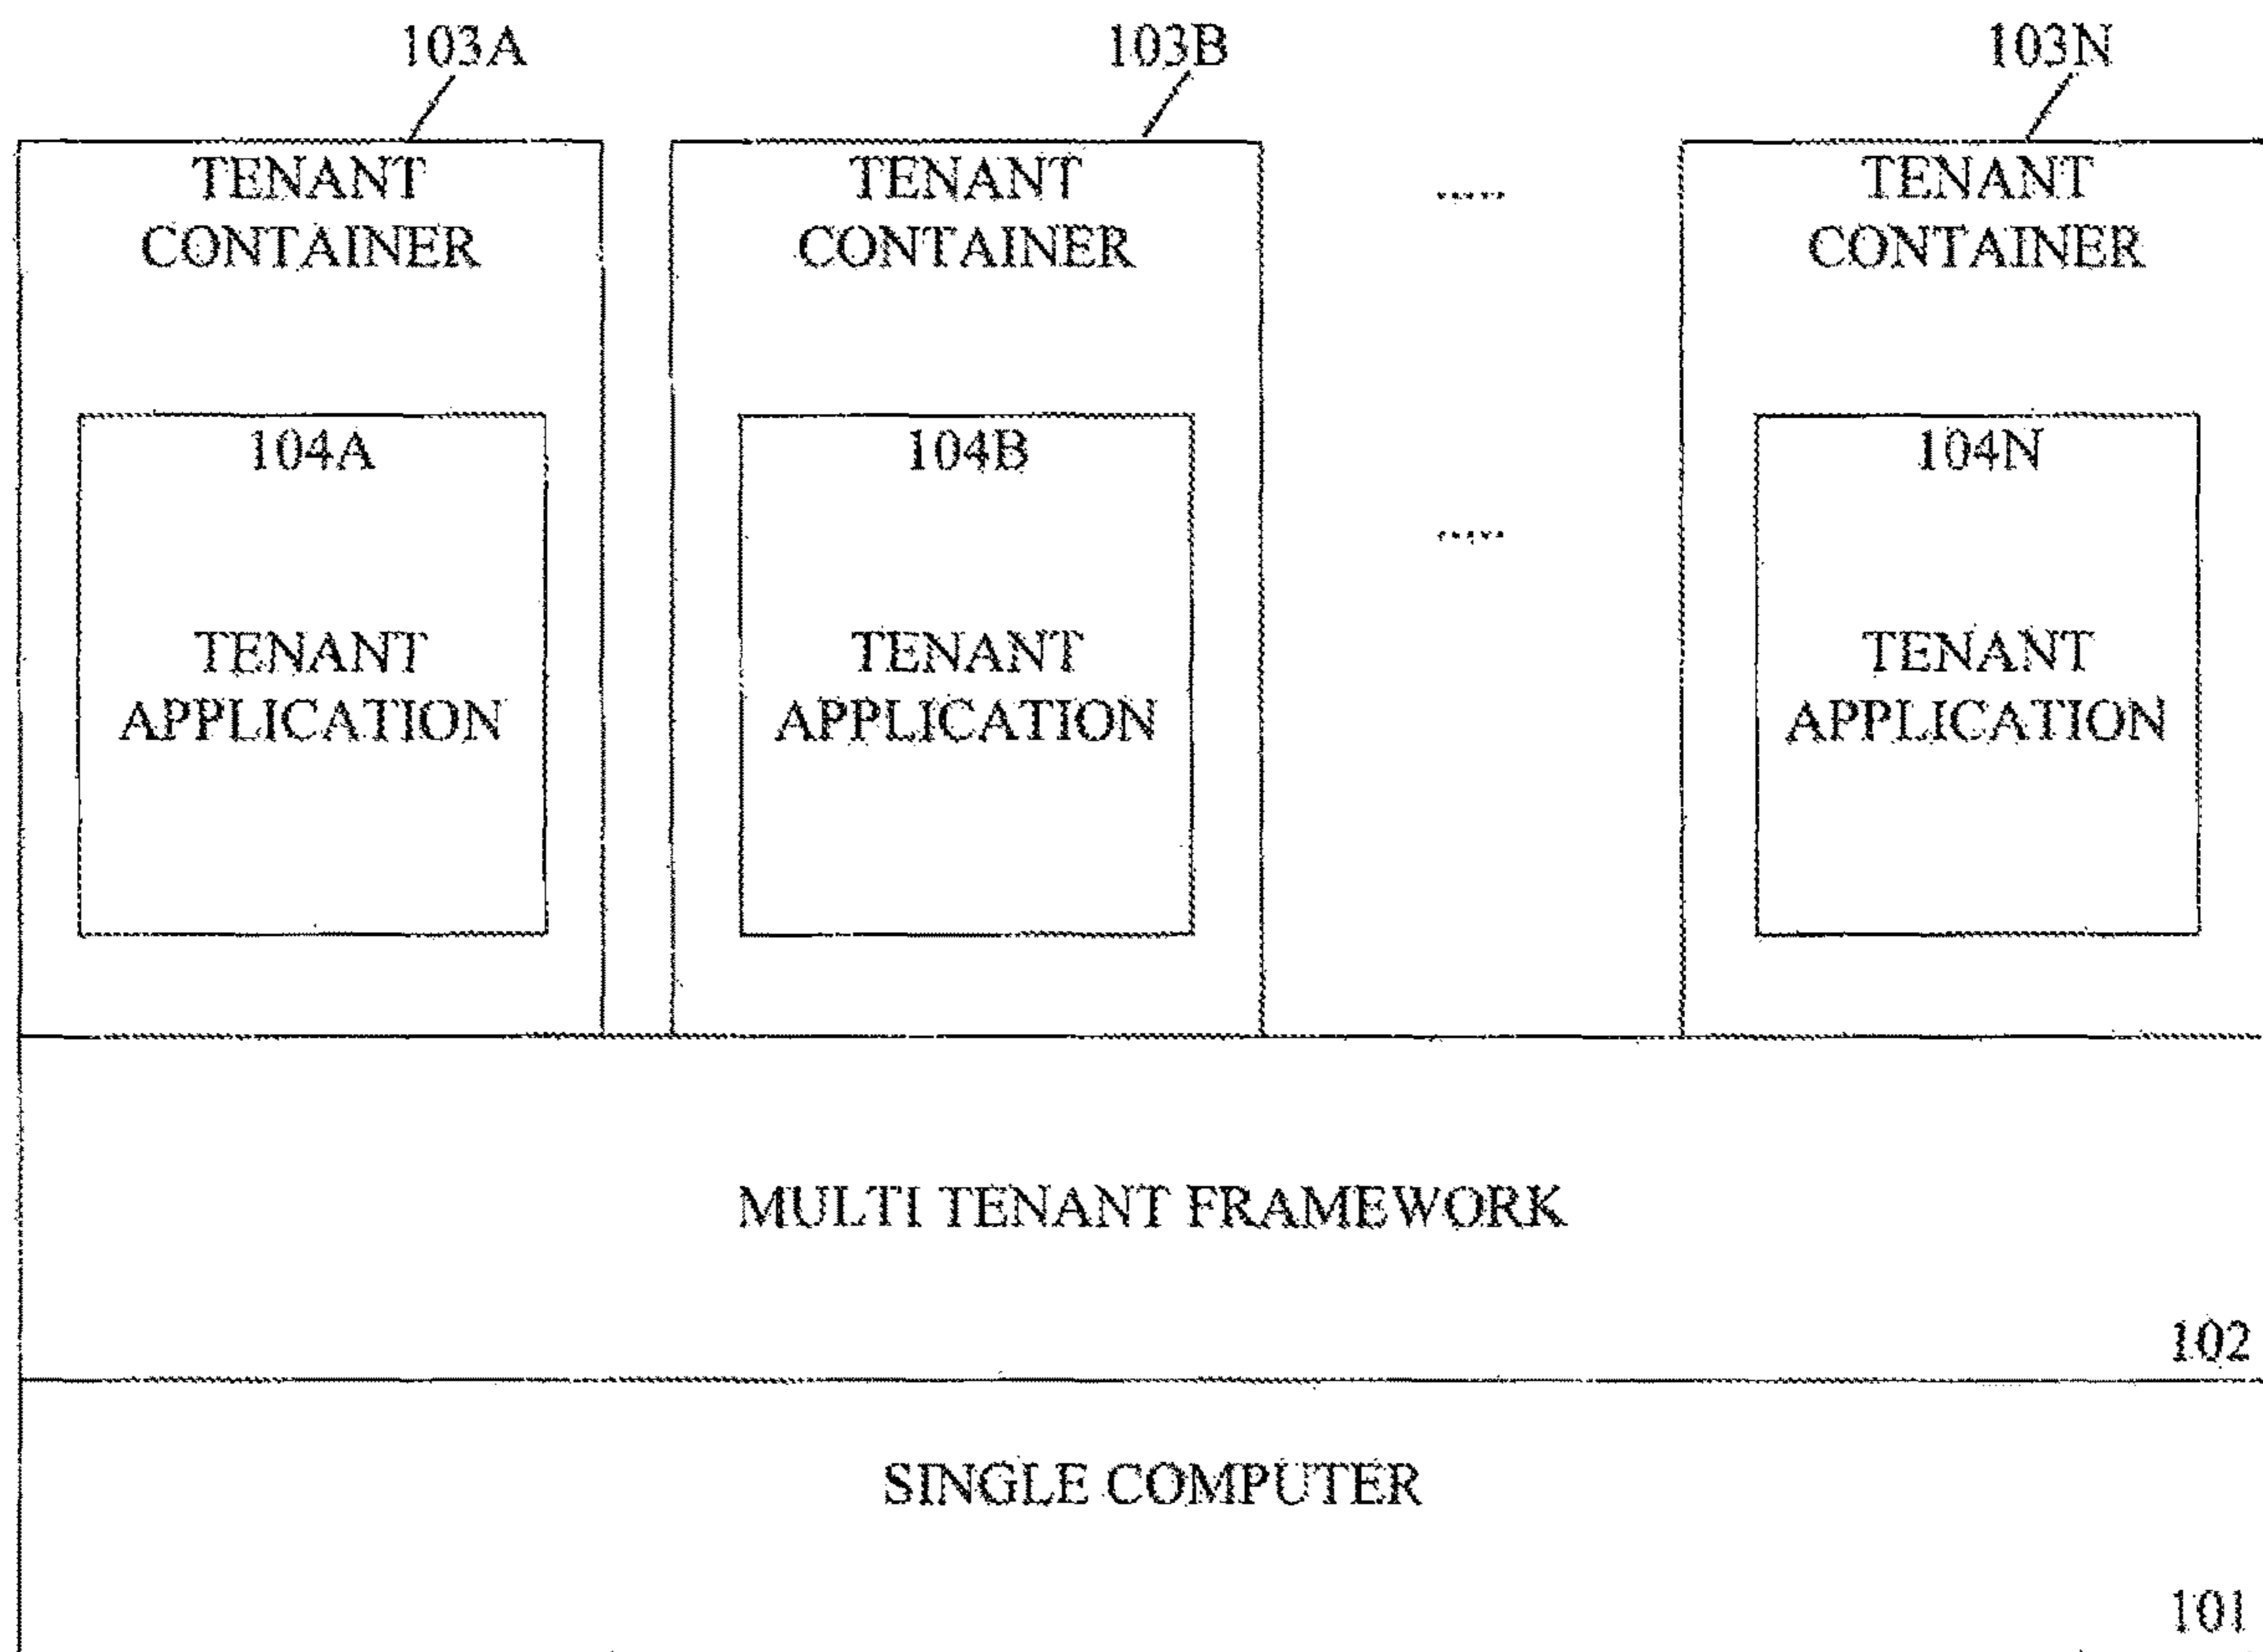 103A 103B 103N
TENANT TENANT ..... TENANT
CONTAINER CONTAINER CONTAINER
104A 104B 104N
.....
TENANT TENANT TENANT
APPLICATION APPLICATION APPLICATION
MULTI TENANT FRAMEWORK
102
SINGLE COMPUTER
101